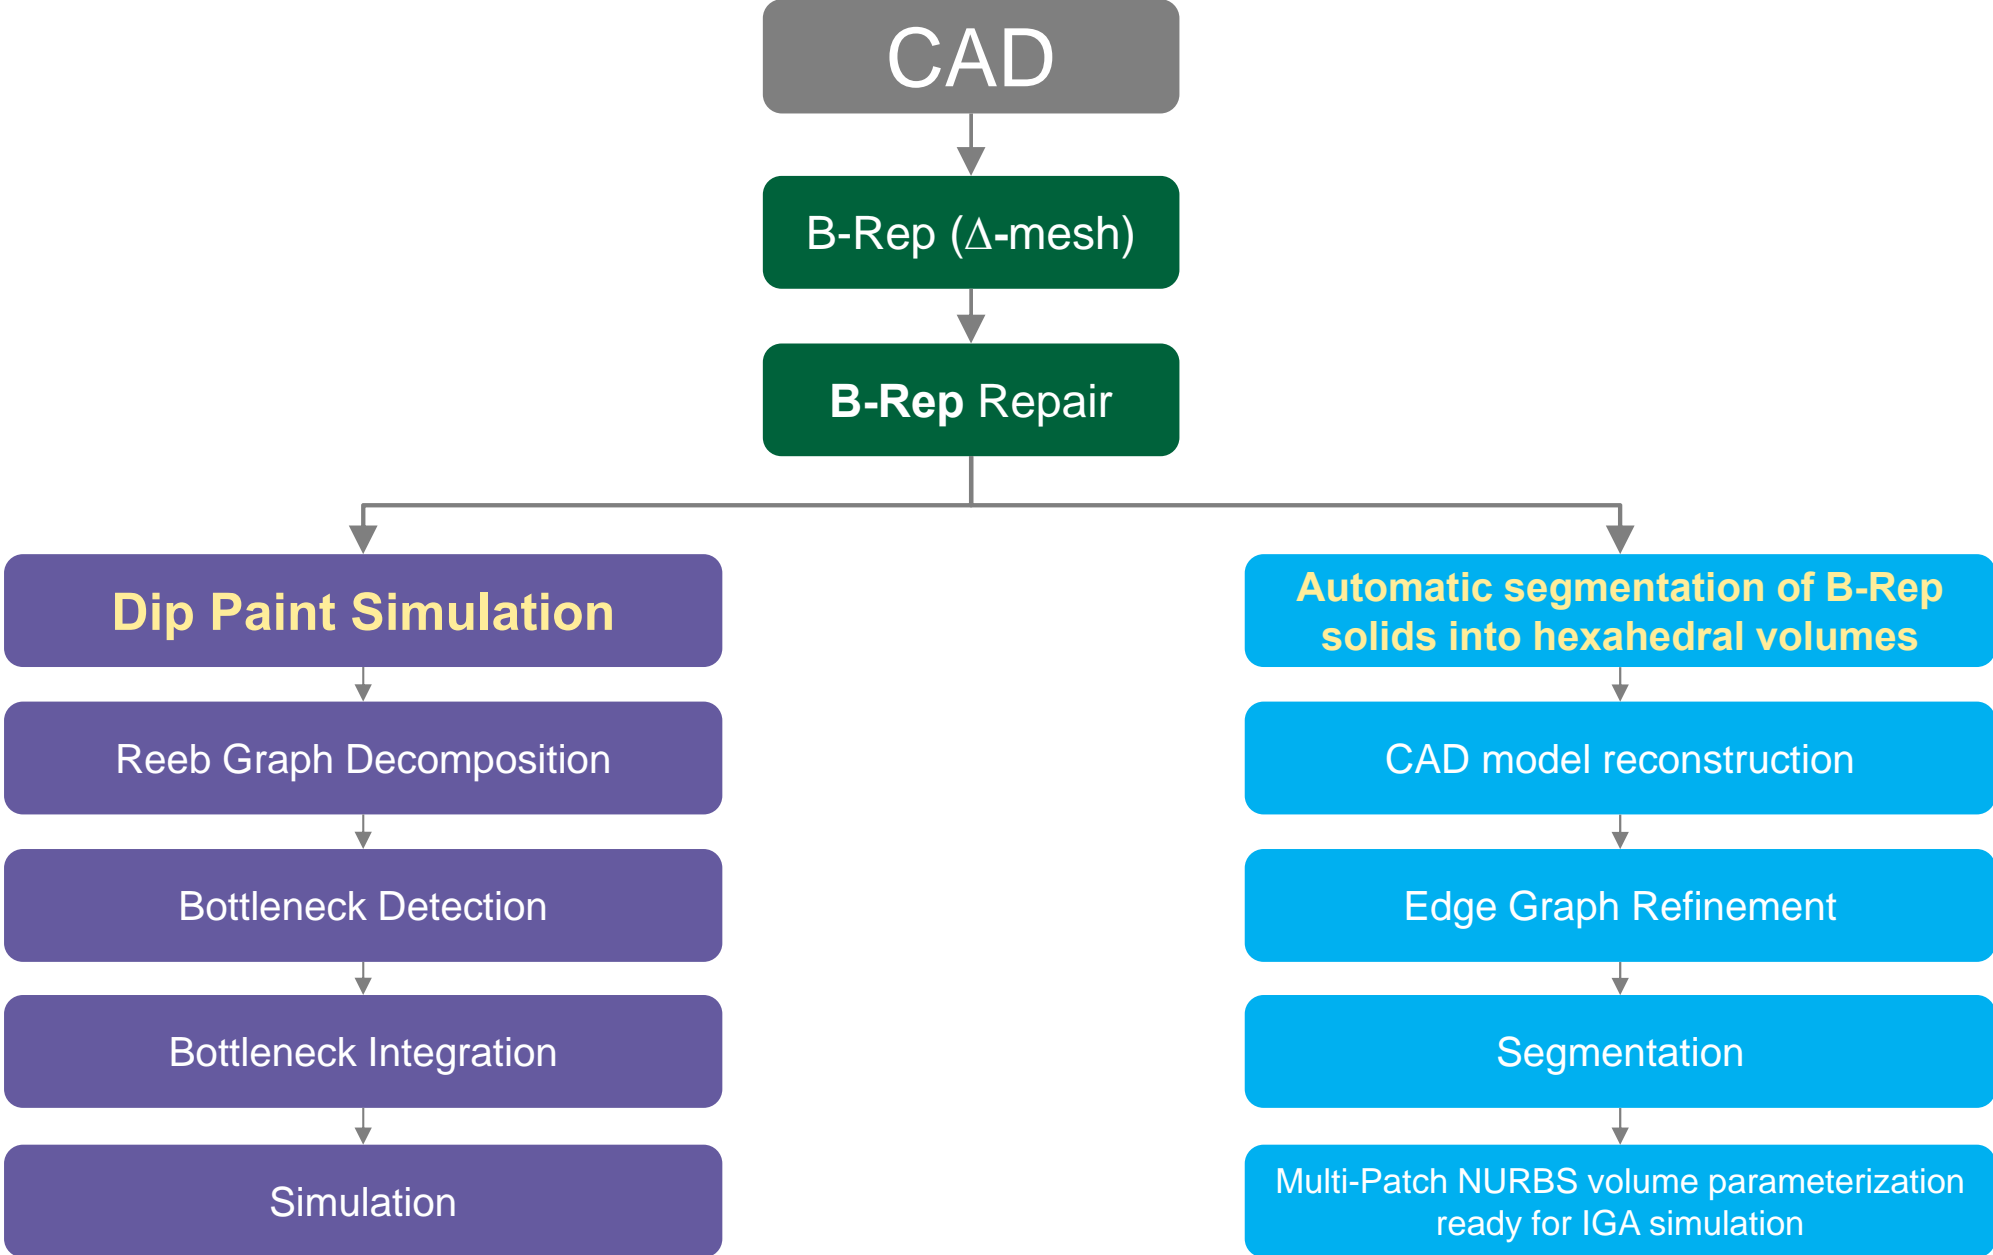 CAD
B-Rep (Δ-mesh)
B-Rep Repair
Dip Paint Simulation
Reeb Graph Decomposition
Bottleneck Detection
Bottleneck Integration
Simulation
Automatic segmentation of B-Rep
solids into hexahedral volumes
CAD model reconstruction
Edge Graph Refinement
Segmentation
Multi-Patch NURBS volume parameterization
ready for IGA simulation